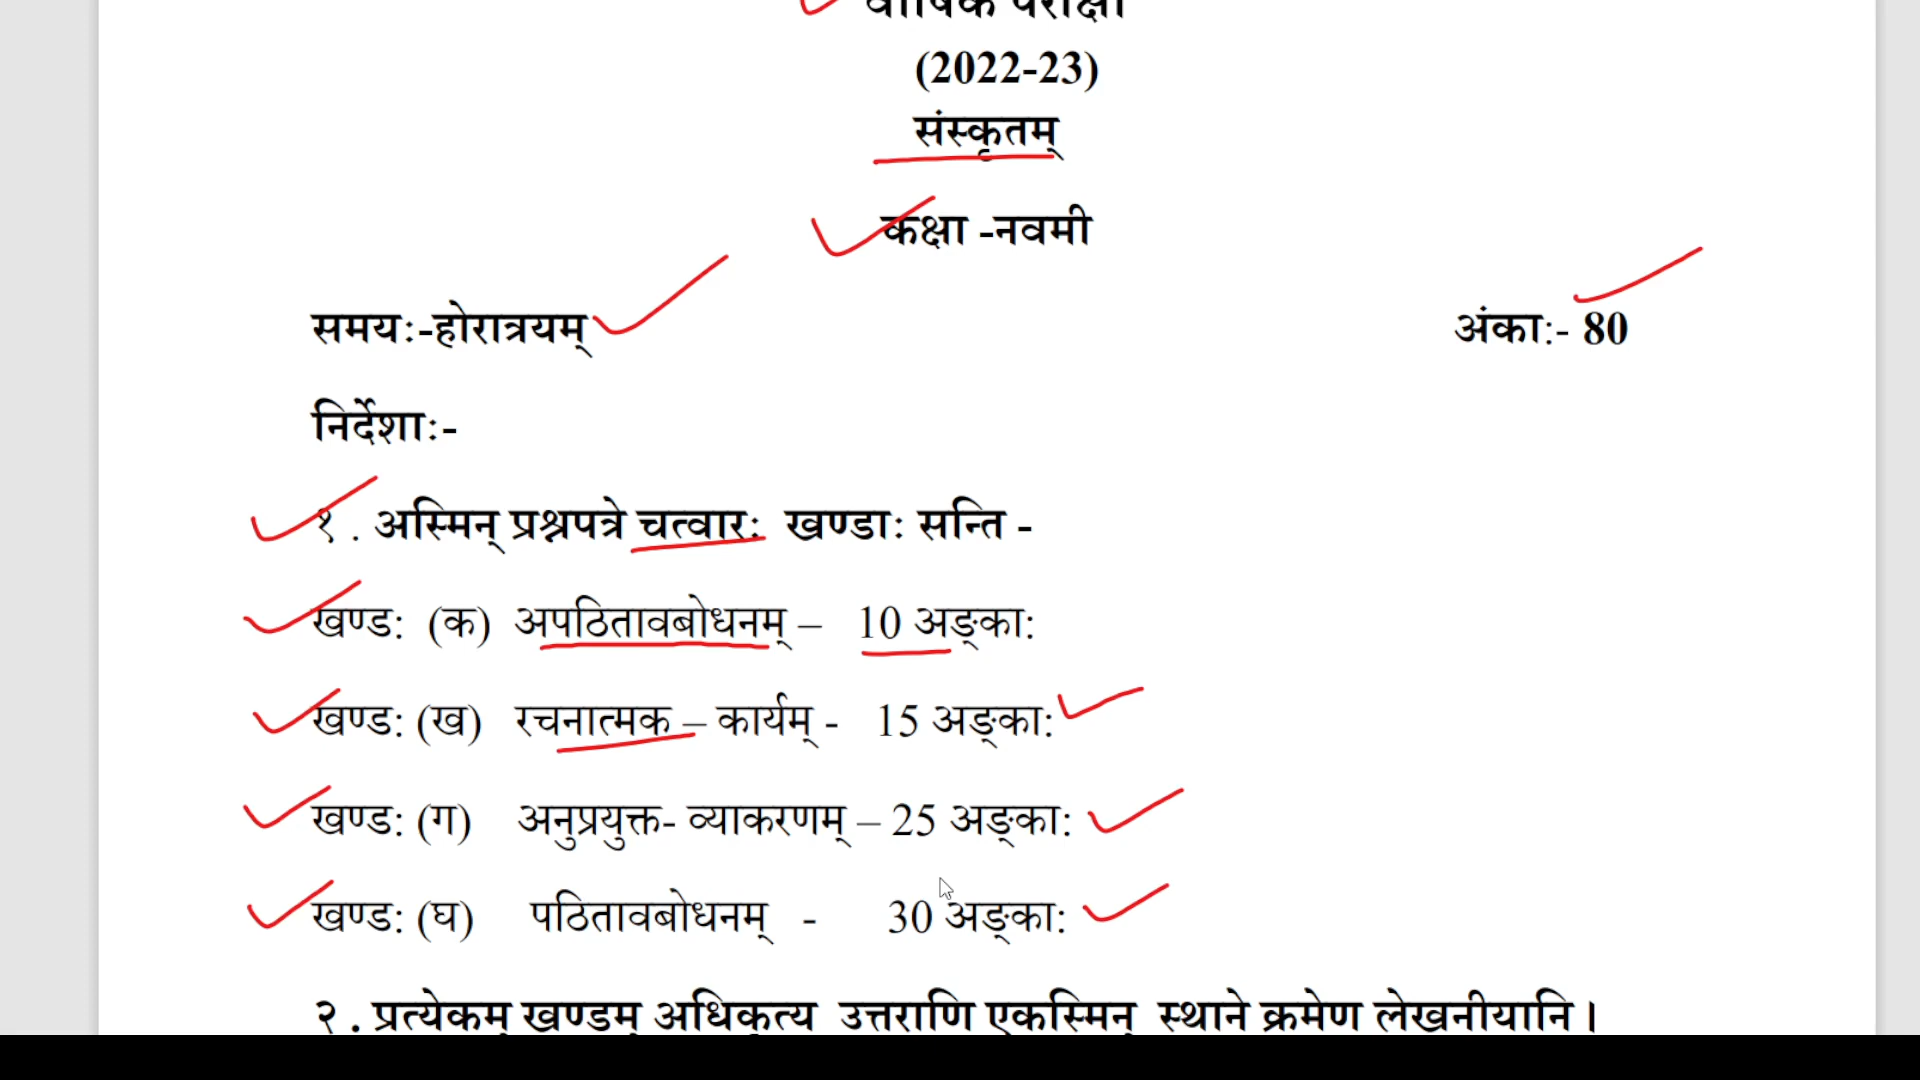 वार्षिक परीक्षा
(2022-23)
संस्कृतम्
कक्षा -नवमी
समयः-होरात्रयम् अंका:- 80
निर्देशाः-
१ . अस्मिन् प्रश्नपत्रे चत्वारः खण्डाः सन्ति -
खण्ड: (क) अपठितावबोधनम् – 10 अङ्का:
खण्ड: (ख) रचनात्मक – कार्यम् - 15 अङ्का:
खण्ड: (ग) अनुप्रयुक्त- व्याकरणम् – 25 अङ्का:
खण्ड: (घ) पठितावबोधनम् - 30 अङ्का:
२ . प्रत्येकम् खण्डम् अधिकृत्य उत्तराणि एकस्मिन् स्थाने क्रमेण लेखनीयानि ।